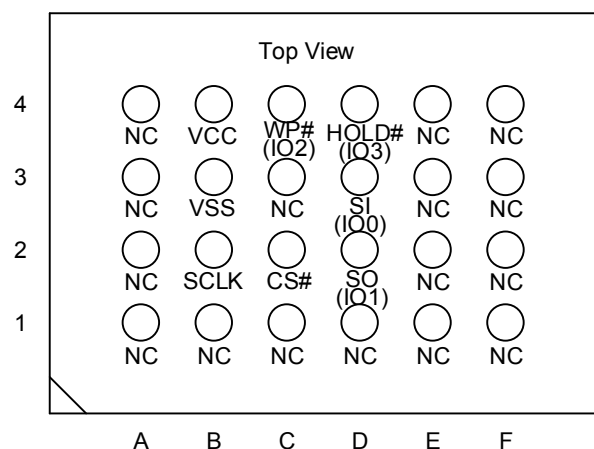 Top View
4
NC VCC WP# (IO2) HOLD# (IO3) NC NC
3
NC VSS NC SI (IO0) NC NC
2
NC SCLK CS# SO (IO1) NC NC
1
NC NC NC NC NC NC
A B C D E F